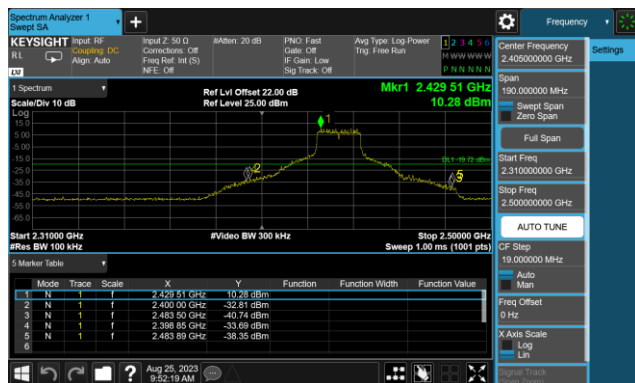 Spectrum Analyzer 1
Swept SA
+
Frequency
KEYSIGHT Input: RF Input Z: 50 Ω #Atten: 20 dB PNO: Fast Avg Type: Log-Power 1 2 3 4 5 6
RL Coupling: DC Corrections: Off Gate: Off Trig: Free Run M W W W W W
Align: Auto Freq Ref: Int (S) IF Gain: Low
NFE: Off Sig Track: Off P N N N N N
LXI
1 Spectrum
Ref Lvl Offset 22.00 dB Mkr1 2.429 51 GHz
Scale/Div 10 dB Ref Level 25.00 dBm 10.28 dBm
Log
15.0
5.00
-5.00
-15.0
-25.0
-35.0
-45.0
-55.0
-65.0
1
DL1 -19.72 dBm
2
5
Start 2.31000 GHz #Video BW 300 kHz Stop 2.50000 GHz
#Res BW 100 kHz Sweep 1.00 ms (1001 pts)
5 Marker Table
Mode Trace Scale X Y Function Function Width Function Value
1 N 1 f 2.429 51 GHz 10.28 dBm
2 N 1 f 2.400 00 GHz -32.81 dBm
3 N 1 f 2.483 50 GHz -40.74 dBm
4 N 1 f 2.398 85 GHz -33.69 dBm
5 N 1 f 2.483 89 GHz -38.35 dBm
6
Aug 25, 2023
9:52:19 AM
?
Center Frequency
2.405000000 GHz
Settings
Span
190.000000 MHz
Swept Span
Zero Span
Full Span
Start Freq
2.310000000 GHz
Stop Freq
2.500000000 GHz
AUTO TUNE
CF Step
19.000000 MHz
Auto
Man
Freq Offset
0 Hz
X Axis Scale
Log
Lin
Signal Track